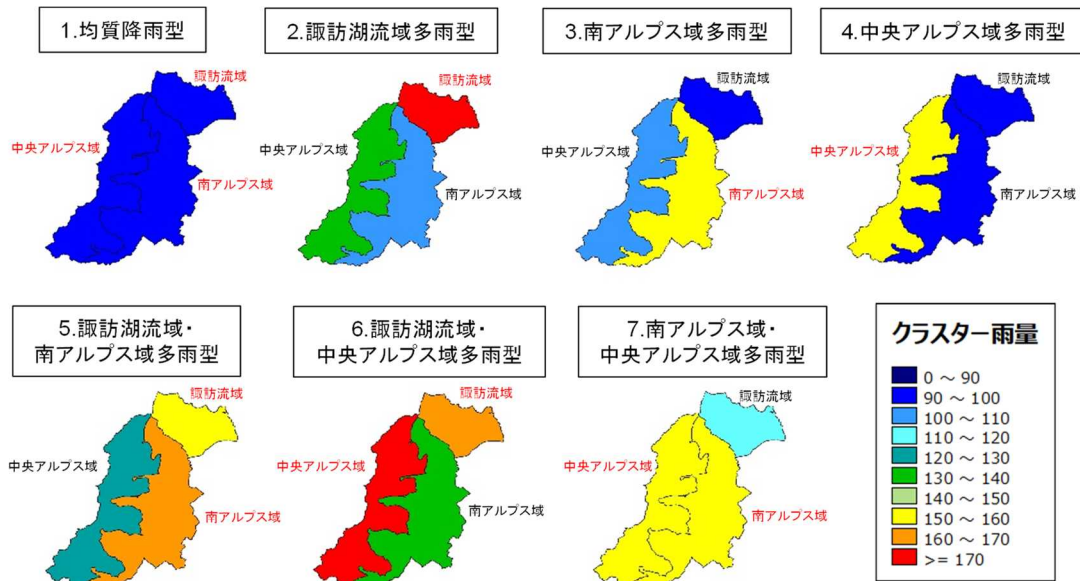 1.均質降雨型
2.諏訪湖流域多雨型
3.南アルプス域多雨型
4.中央アルプス域多雨型
諏訪流域
中央アルプス域
南アルプス域
諏訪流域
中央アルプス域
南アルプス域
諏訪流域
中央アルプス域
南アルプス域
諏訪流域
中央アルプス域
南アルプス域
5.諏訪湖流域・
南アルプス域多雨型
6.諏訪湖流域・
中央アルプス域多雨型
7.南アルプス域・
中央アルプス域多雨型
諏訪流域
中央アルプス域
南アルプス域
諏訪流域
中央アルプス域
南アルプス域
諏訪流域
中央アルプス域
南アルプス域
クラスター雨量
0 ～ 90
90 ～ 100
100 ～ 110
110 ～ 120
120 ～ 130
130 ～ 140
140 ～ 150
150 ～ 160
160 ～ 170
>= 170